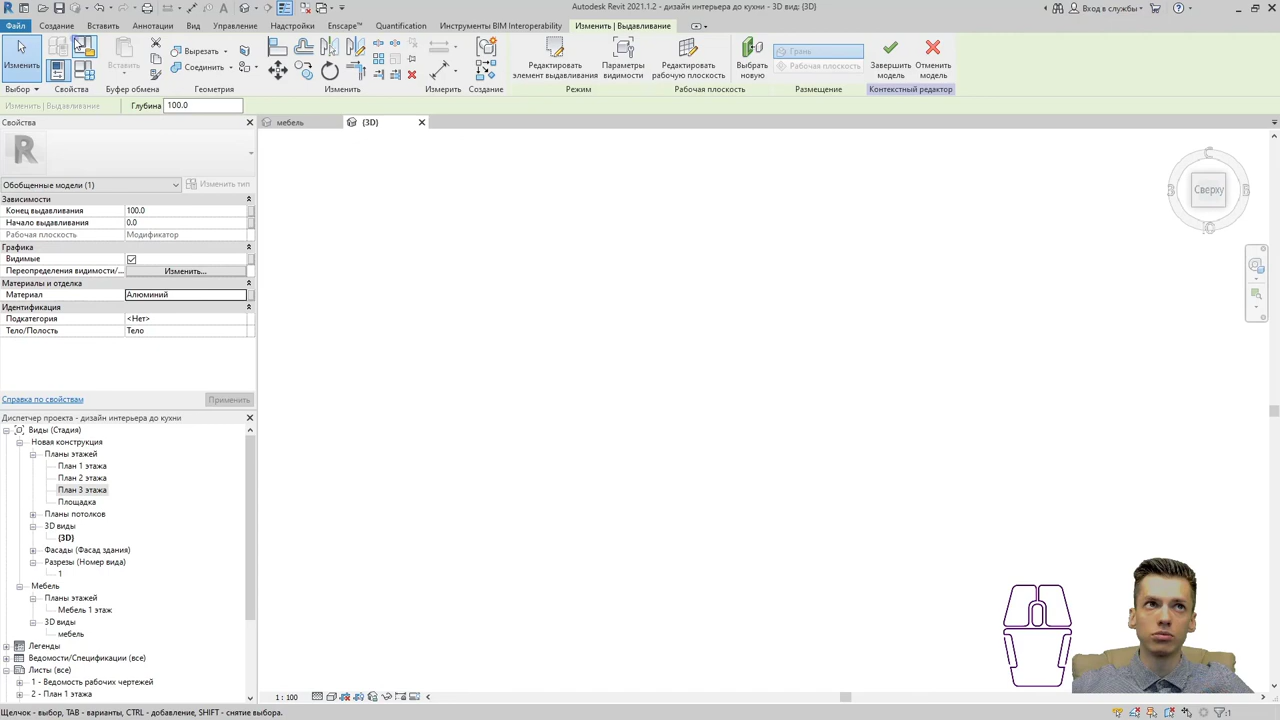 Autodesk Revit 2021.1.2 - дизайн интерьера до кухни - 3D вид: {3D}
Вход в службы
Файл Создание Вставить Аннотации Вид Управление Надстройки Enscape™ Quantification Инструменты BIM Interoperability Изменить | Выдавливание
Изменить
Вставить
Вырезать
Соединить
Редактировать элемент выдавливания
Параметры видимости
Редактировать рабочую плоскость
Выбрать новую
Грань
Рабочая плоскость
Завершить модель
Отменить модель
Выбор Свойства Буфер обмена Геометрия Изменить Измерить Создание Режим Рабочая плоскость Размещение Контекстный редактор
Изменить | Выдавливание Глубина 100.0
Свойства
мебель {3D}
R
Обобщенные модели (1) Изменить тип
Зависимости
Конец выдавливания 100.0
Начало выдавливания 0.0
Рабочая плоскость Модификатор
Графика
Видимые
Переопределения видимости/... Изменить...
Материалы и отделка
Материал Алюминий
Идентификация
Подкатегория <Нет>
Тело/Полость Тело
Справка по свойствам Применить
Диспетчер проекта - дизайн интерьера до кухни
Виды (Стадия)
Новая конструкция
Планы этажей
План 1 этажа
План 2 этажа
План 3 этажа
Площадка
Планы потолков
3D виды
{3D}
Фасады (Фасад здания)
Разрезы (Номер вида)
1
Мебель
Планы этажей
Мебель 1 этаж
3D виды
мебель
Легенды
Ведомости/Спецификации (все)
Листы (все)
1 - Ведомость рабочих чертежей
2 - План 1 этажа
Сверху
1 : 100
Щелчок - выбор, TAB - варианты, CTRL - добавление, SHIFT - снятие выбора.
:1